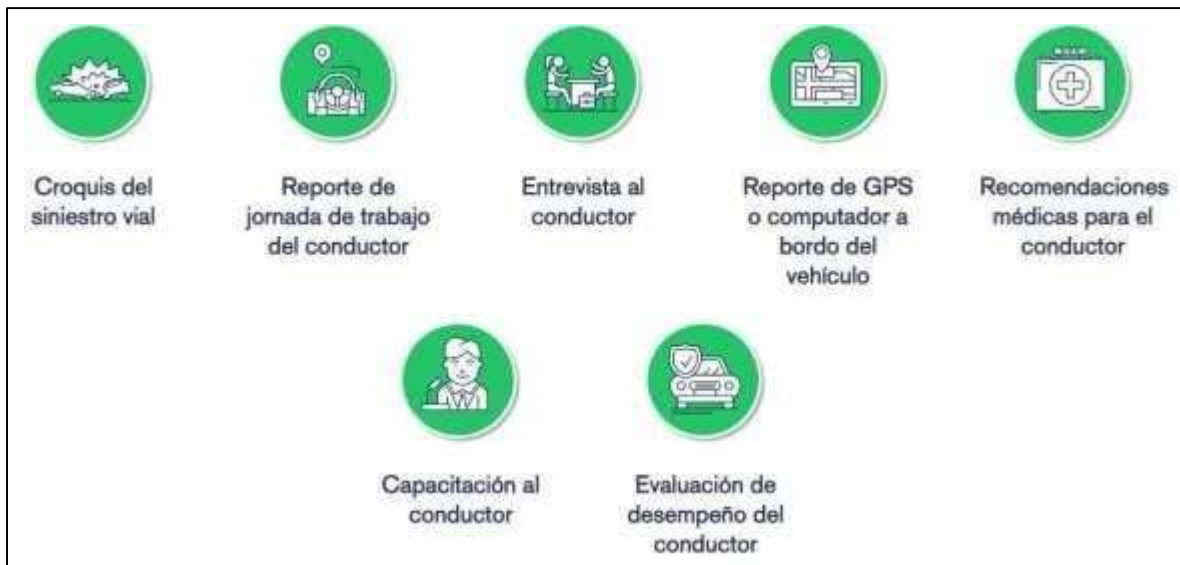 Croquis del
siniestro vial
Reporte de
jornada de trabajo
del conductor
Entrevista al
conductor
Reporte de GPS
o computador a
bordo del
vehículo
Recomendaciones
médicas para el
conductor
Capacitación al
conductor
Evaluación de
desempeño del
conductor